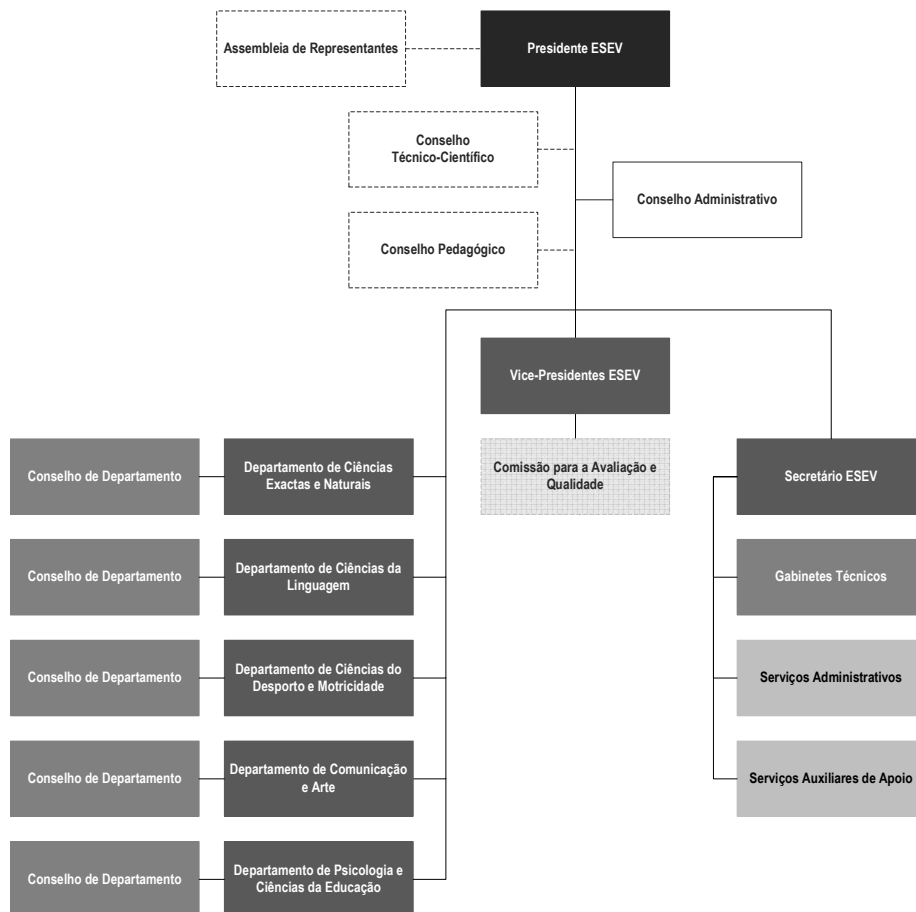 Assembleia de Representantes
Presidente ESEV
Conselho
Técnico-Científico
Conselho Administrativo
Conselho Pedagógico
Vice-Presidentes ESEV
Conselho de Departamento
Departamento de Ciências
Exactas e Naturais
Comissão para a Avaliação e
Qualidade
Secretário ESEV
Conselho de Departamento
Departamento de Ciências da
Linguagem
Gabinetes Técnicos
Conselho de Departamento
Departamento de Ciências do
Desporto e Motricidade
Serviços Administrativos
Conselho de Departamento
Departamento de Comunicação
e Arte
Serviços Auxiliares de Apoio
Conselho de Departamento
Departamento de Psicologia e
Ciências da Educação